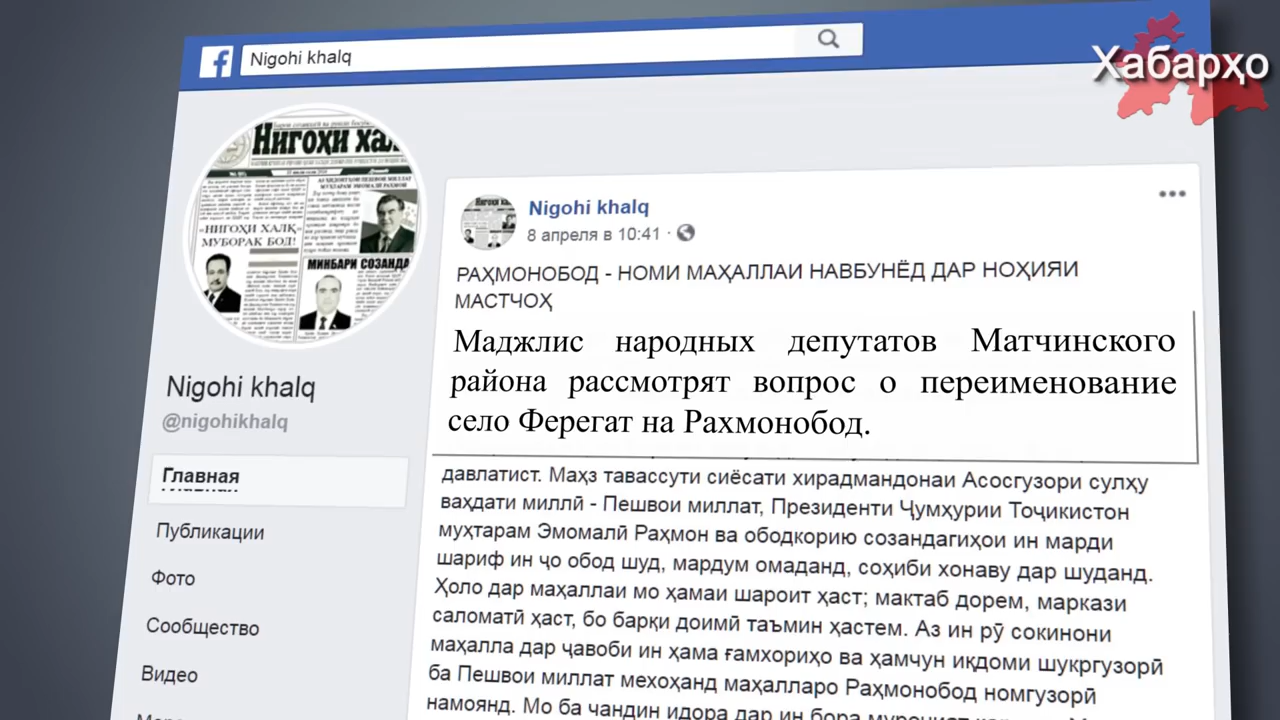 Nigohi khalq
Хабарҳо
Нигоҳи хал
«НИГОҲИ ХАЛҚ»
МУБОРАК БОД!
МИНБАРИ СОЗАНДА
Nigohi khalq
@nigohikhalq
Главная
Публикации
Фото
Сообщество
Видео
Nigohi khalq
8 апреля в 10:41 ·
РАҲМОНОБОД - НОМИ МАҲАЛЛАИ НАВБУНЁД ДАР НОҲИЯИ
МАСТЧОҲ
Маджлис народных депутатов Матчинского
района рассмотрят вопрос о переименование
село Ферегат на Рахмонобод.
давлатист. Маҳз тавассути сиёсати хирадмандонаи Асосгузори сулҳу
ваҳдати миллӣ - Пешвои миллат, Президенти Ҷумҳурии Тоҷикистон
муҳтарам Эмомалӣ Раҳмон ва ободкорию созандагиҳои ин марди
шариф ин ҷо обод шуд, мардум омаданд, соҳиби хонаву дар шуданд.
Ҳоло дар маҳаллаи мо ҳамаи шароит ҳаст; мактаб дорем, маркази
саломатӣ ҳаст, бо барқи доимӣ таъмин ҳастем. Аз ин рӯ сокинони
маҳалла дар ҷавоби ин ҳама ғамхориҳо ва ҳамчун иқдоми шукргузорӣ
ба Пешвои миллат мехоҳанд маҳалларо Раҳмонобод номгузорӣ
намоянд. Мо ба чандин идора дар ин бора